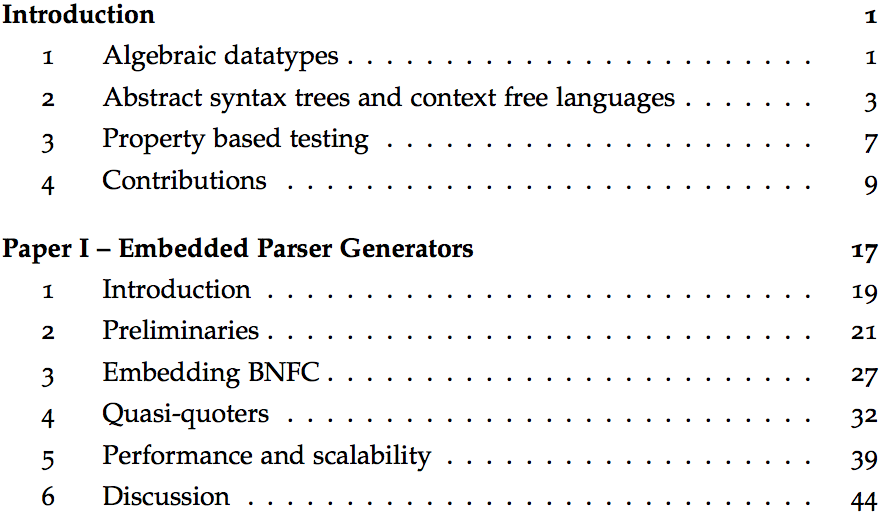 Introduction 1
1 Algebraic datatypes . . . . . . . . . . . . . . . . . . . . . . . . 1
2 Abstract syntax trees and context free languages . . . . . . . 3
3 Property based testing . . . . . . . . . . . . . . . . . . . . . . 7
4 Contributions . . . . . . . . . . . . . . . . . . . . . . . . . . . 9
Paper I – Embedded Parser Generators 17
1 Introduction . . . . . . . . . . . . . . . . . . . . . . . . . . . . 19
2 Preliminaries . . . . . . . . . . . . . . . . . . . . . . . . . . . . 21
3 Embedding BNFC . . . . . . . . . . . . . . . . . . . . . . . . . 27
4 Quasi-quoters . . . . . . . . . . . . . . . . . . . . . . . . . . . 32
5 Performance and scalability . . . . . . . . . . . . . . . . . . . 39
6 Discussion . . . . . . . . . . . . . . . . . . . . . . . . . . . . . 44